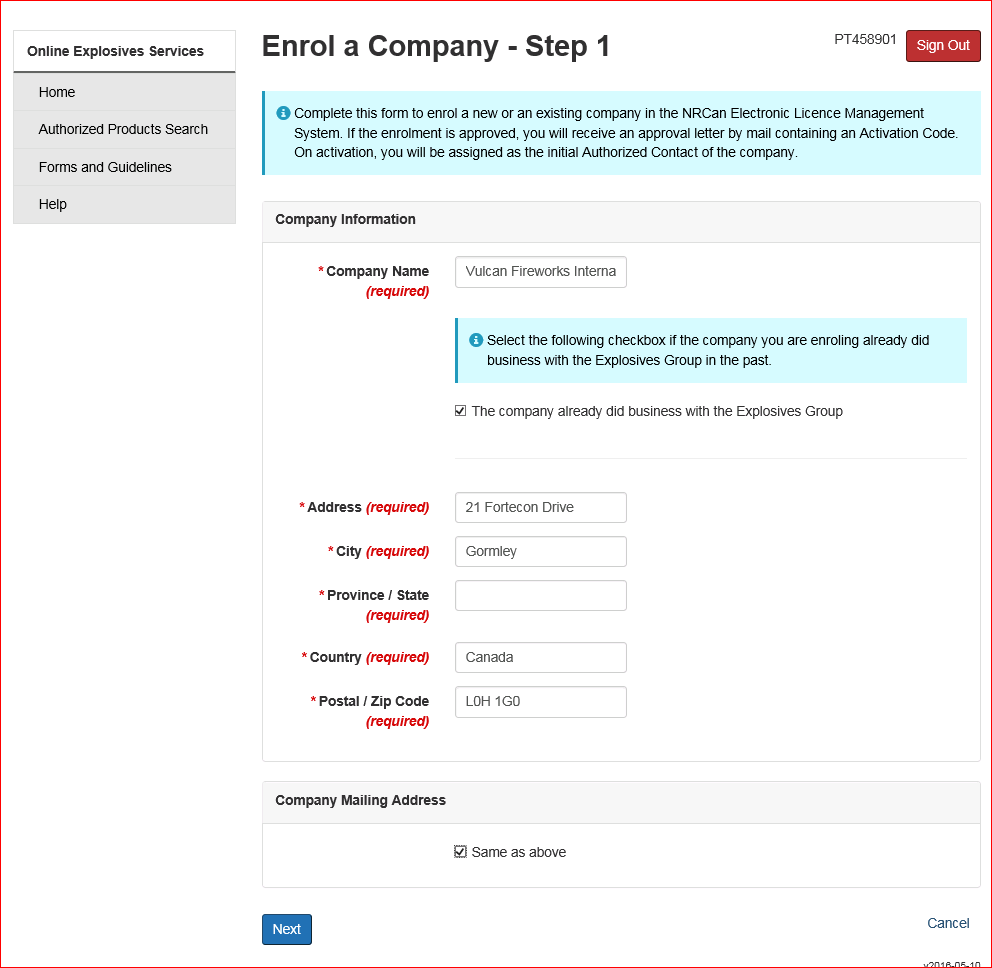 Online Explosives Services
Home
Authorized Products Search
Forms and Guidelines
Help
Enrol a Company - Step 1
PT458901
Sign Out
Complete this form to enrol a new or an existing company in the NRCan Electronic Licence Management
System. If the enrolment is approved, you will receive an approval letter by mail containing an Activation Code.
On activation, you will be assigned as the initial Authorized Contact of the company.
Company Information
* Company Name
(required)
Vulcan Fireworks Interna
Select the following checkbox if the company you are enroling already did
business with the Explosives Group in the past.
The company already did business with the Explosives Group
* Address (required)
21 Fortecon Drive
* City (required)
Gormley
* Province / State
(required)
* Country (required)
Canada
* Postal / Zip Code
(required)
L0H 1G0
Company Mailing Address
Same as above
Next
Cancel
v2016-05-10